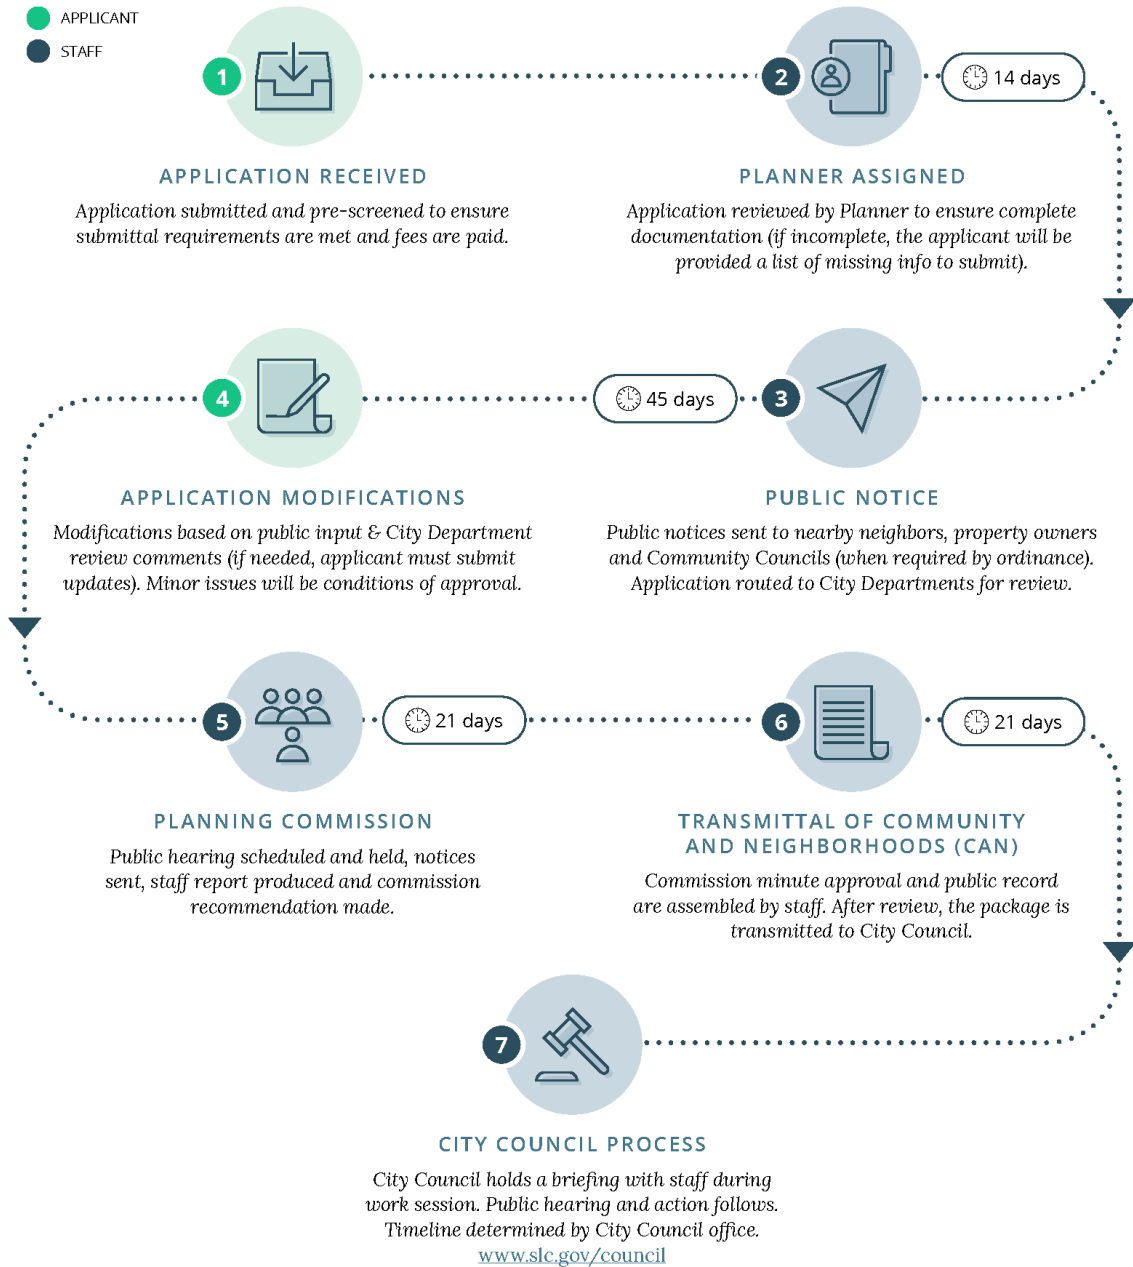 APPLICANT
STAFF
1
APPLICATION RECEIVED
Application submitted and pre-screened to ensure
submittal requirements are met and fees are paid.
2
14 days
PLANNER ASSIGNED
Application reviewed by Planner to ensure complete
documentation (if incomplete, the applicant will be
provided a list of missing info to submit).
3
45 days
PUBLIC NOTICE
Public notices sent to nearby neighbors, property owners
and Community Councils (when required by ordinance).
Application routed to City Departments for review.
4
APPLICATION MODIFICATIONS
Modifications based on public input & City Department
review comments (if needed, applicant must submit
updates). Minor issues will be conditions of approval.
5
21 days
PLANNING COMMISSION
Public hearing scheduled and held, notices
sent, staff report produced and commission
recommendation made.
6
21 days
TRANSMITTAL OF COMMUNITY
AND NEIGHBORHOODS (CAN)
Commission minute approval and public record
are assembled by staff. After review, the package is
transmitted to City Council.
7
CITY COUNCIL PROCESS
City Council holds a briefing with staff during
work session. Public hearing and action follows.
Timeline determined by City Council office.
www.slc.gov/council